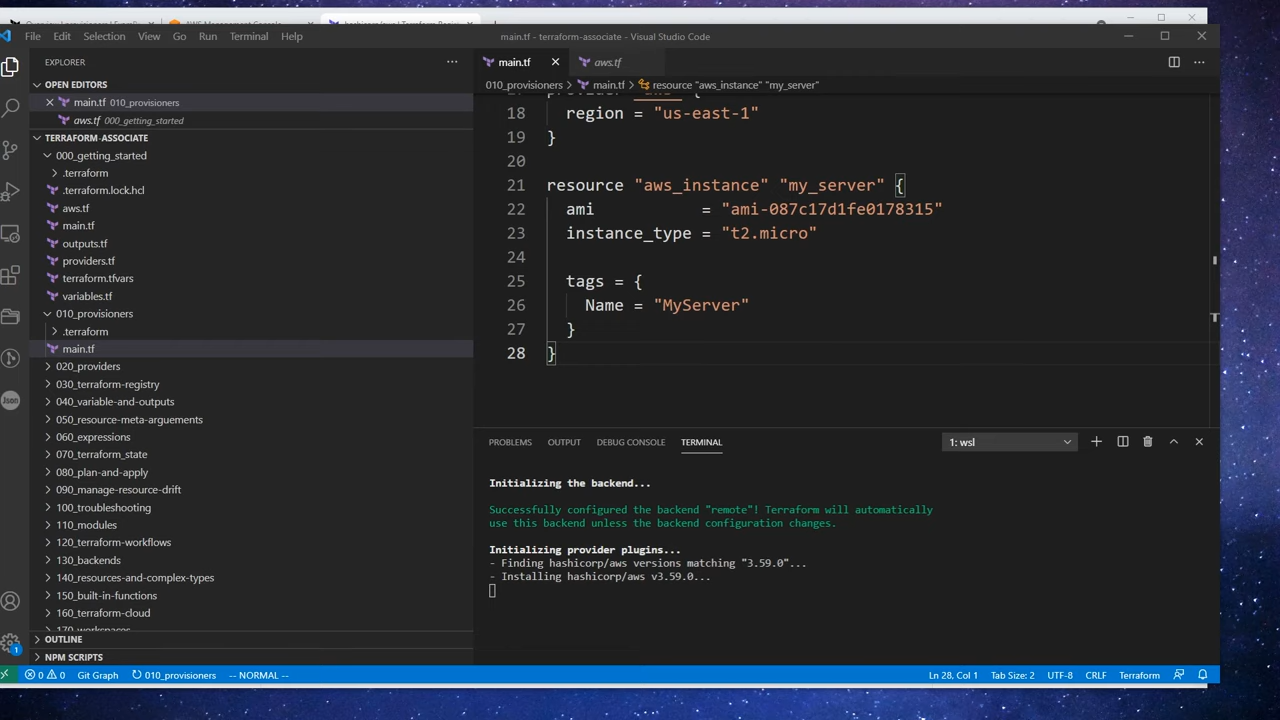 AWS Management Console
File Edit Selection View Go Run Terminal Help
main.tf - terraform-associate - Visual Studio Code
EXPLORER
OPEN EDITORS
main.tf 010_provisioners
aws.tf 000_getting_started
TERRAFORM-ASSOCIATE
000_getting_started
.terraform
.terraform.lock.hcl
aws.tf
main.tf
outputs.tf
providers.tf
terraform.tfvars
variables.tf
010_provisioners
.terraform
main.tf
020_providers
030_terraform-registry
040_variable-and-outputs
050_resource-meta-arguements
060_expressions
070_terraform_state
080_plan-and-apply
090_manage-resource-drift
100_troubleshooting
110_modules
120_terraform-workflows
130_backends
140_resources-and-complex-types
150_built-in-functions
160_terraform-cloud
170_workspaces
OUTLINE
NPM SCRIPTS
Json
1
main.tf
aws.tf
010_provisioners > main.tf > resource "aws_instance" "my_server"
18 region = "us-east-1"
19 }
20
21 resource "aws_instance" "my_server" {
22 ami = "ami-087c17d1fe0178315"
23 instance_type = "t2.micro"
24
25 tags = {
26 Name = "MyServer"
27 }
28 }
PROBLEMS OUTPUT DEBUG CONSOLE TERMINAL
1: wsl
Initializing the backend...
Successfully configured the backend "remote"! Terraform will automatically
use this backend unless the backend configuration changes.
Initializing provider plugins...
- Finding hashicorp/aws versions matching "3.59.0"...
- Installing hashicorp/aws v3.59.0...
0 0 Git Graph 010_provisioners -- NORMAL --
Ln 28, Col 1 Tab Size: 2 UTF-8 CRLF Terraform